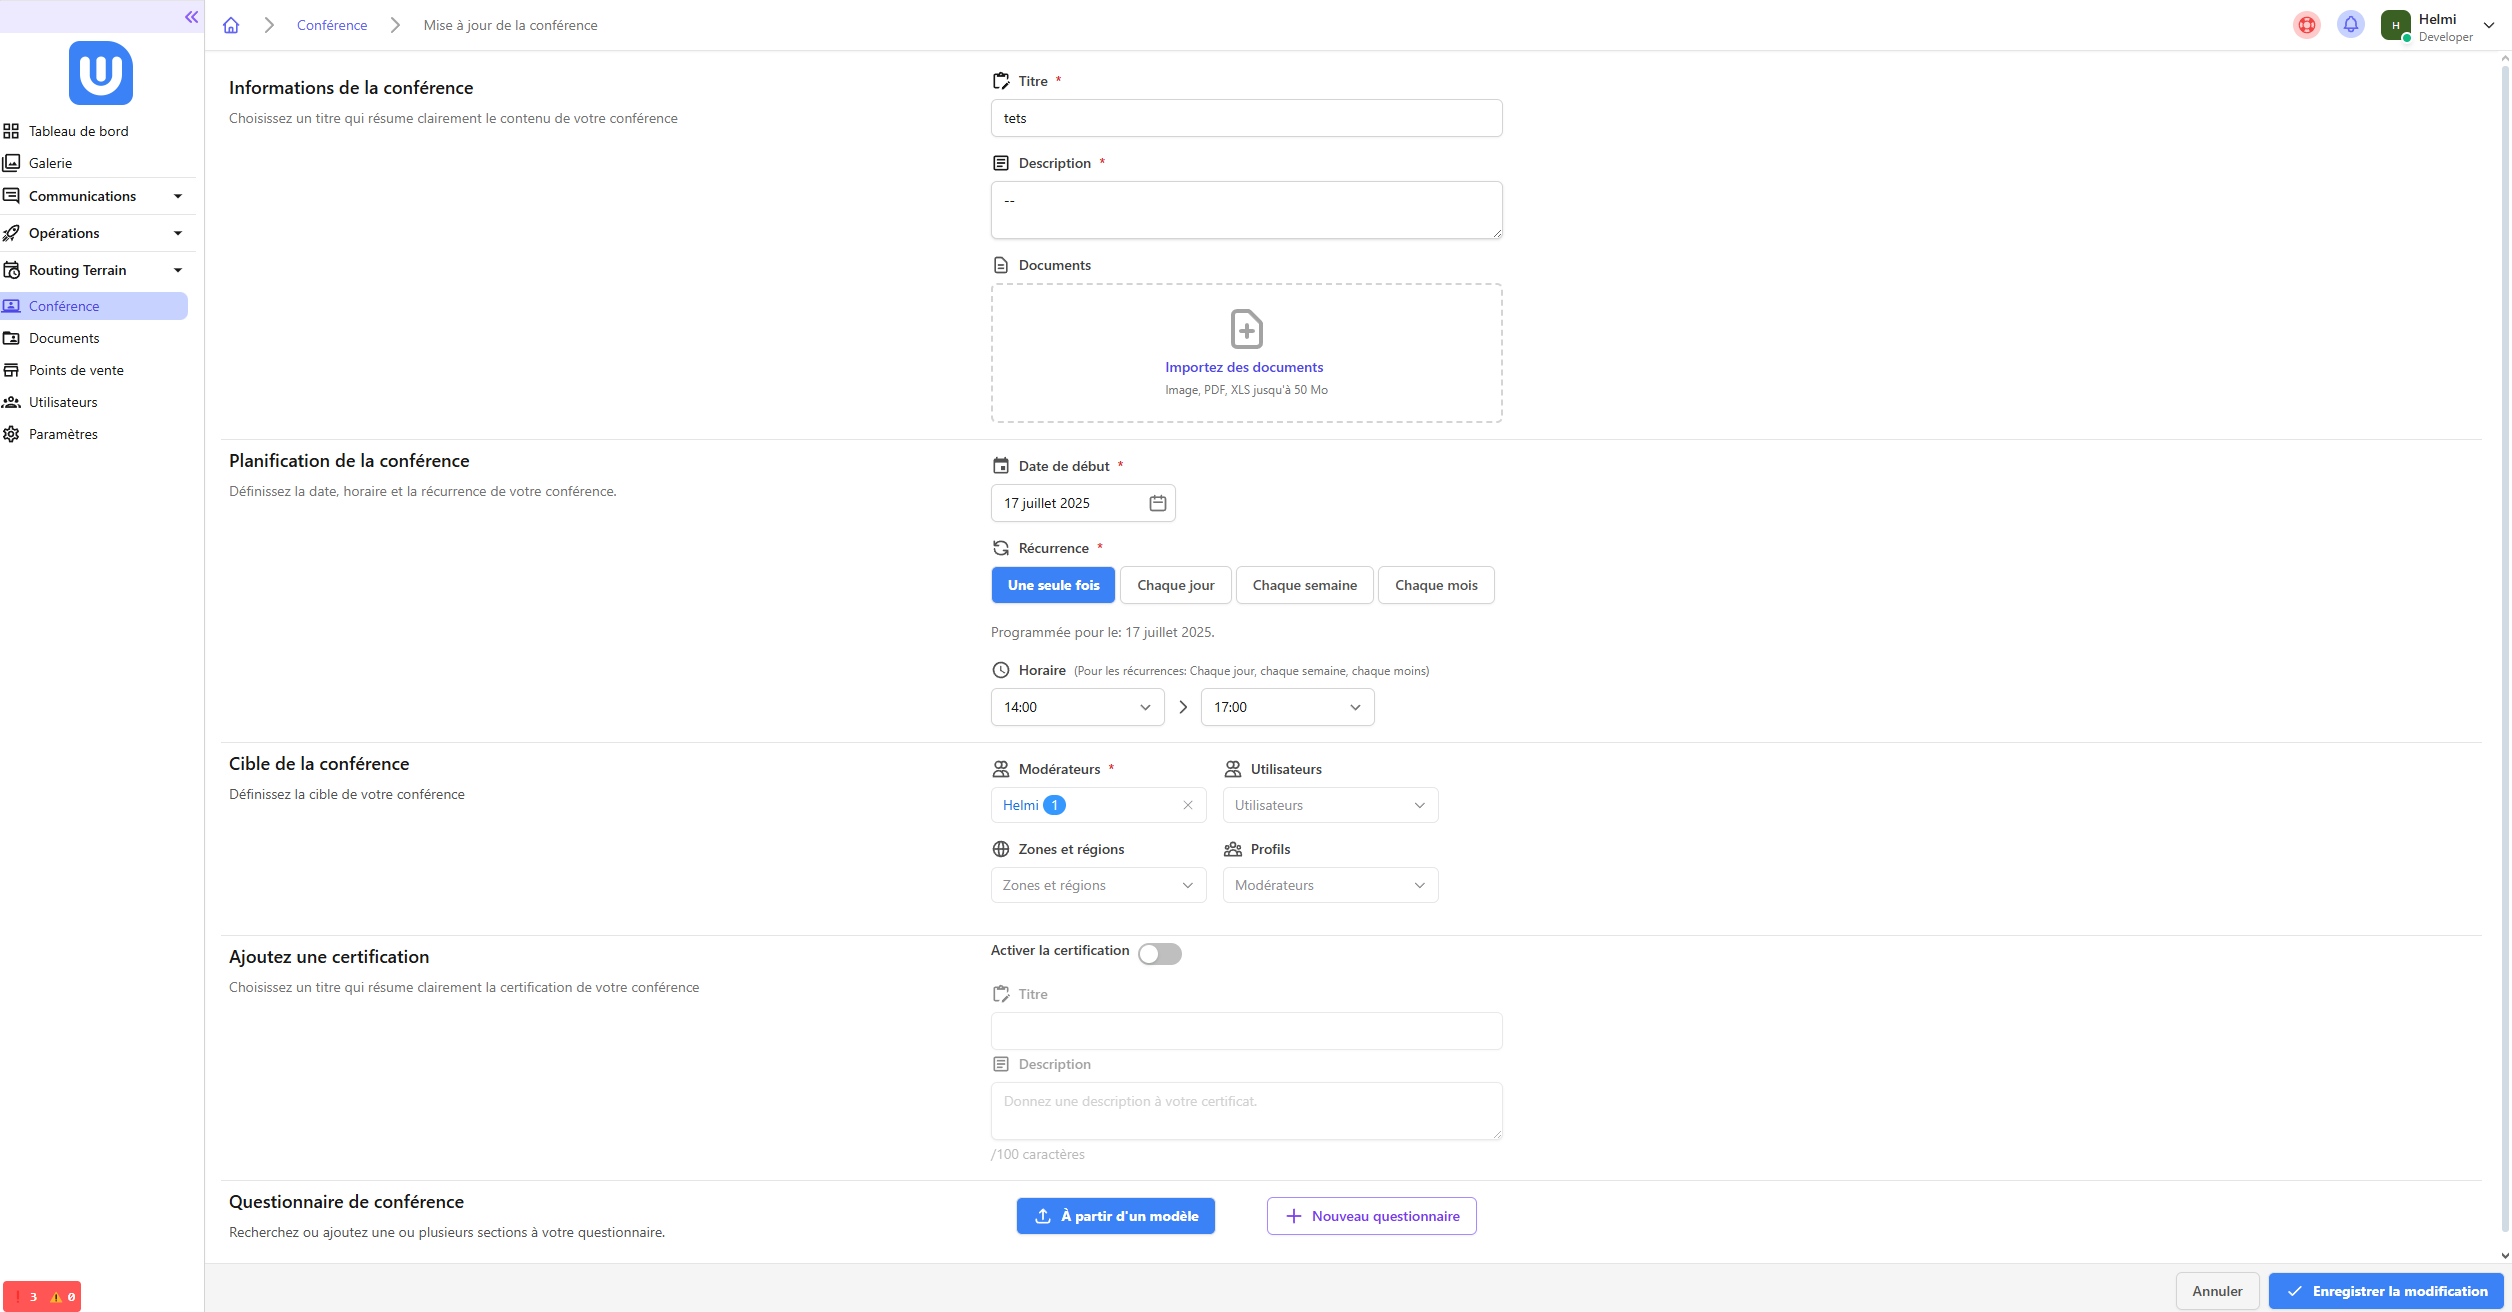 Conférence
Mise à jour de la conférence
H
Helmi
Developer
Tableau de bord
Galerie
Communications
Opérations
Routing Terrain
Conférence
Documents
Points de vente
Utilisateurs
Paramètres
3
0
Informations de la conférence
Choisissez un titre qui résume clairement le contenu de votre conférence
Titre *
tets
Description *
--
Documents
Importez des documents
Image, PDF, XLS jusqu'à 50 Mo
Planification de la conférence
Définissez la date, horaire et la récurrence de votre conférence.
Date de début *
17 juillet 2025
Récurrence *
Une seule fois
Chaque jour
Chaque semaine
Chaque mois
Programmée pour le: 17 juillet 2025.
Horaire (Pour les récurrences: Chaque jour, chaque semaine, chaque moins)
14:00
17:00
Cible de la conférence
Définissez la cible de votre conférence
Modérateurs *
Helmi 1
Utilisateurs
Utilisateurs
Zones et régions
Zones et régions
Profils
Modérateurs
Ajoutez une certification
Choisissez un titre qui résume clairement la certification de votre conférence
Activer la certification
Titre
Description
Donnez une description à votre certificat.
/100 caractères
Questionnaire de conférence
Recherchez ou ajoutez une ou plusieurs sections à votre questionnaire.
À partir d'un modèle
Nouveau questionnaire
Annuler
Enregistrer la modification